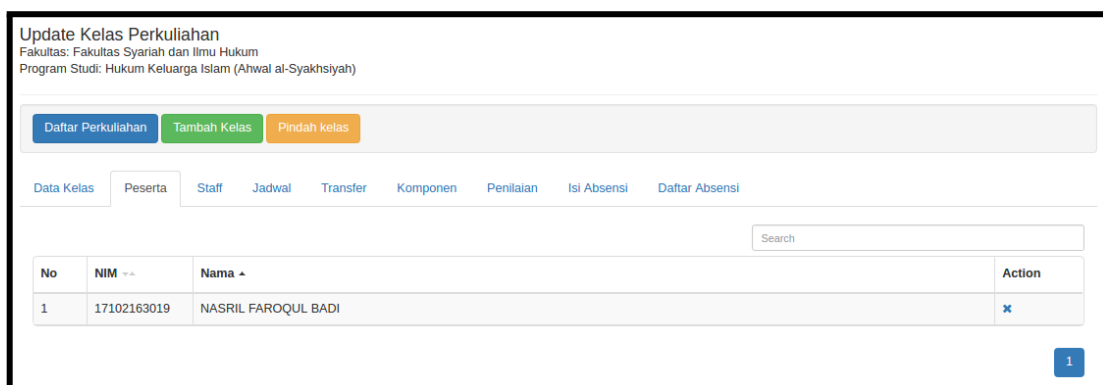 Update Kelas Perkuliahan
Fakultas: Fakultas Syariah dan Ilmu Hukum
Program Studi: Hukum Keluarga Islam (Ahwal al-Syakhsiyah)
Daftar Perkuliahan Tambah Kelas Pindah kelas
Data Kelas Peserta Staff Jadwal Transfer Komponen Penilaian Isi Absensi Daftar Absensi
Search
No NIM Nama Action
1 17102163019 NASRIL FAROQUL BADI
1